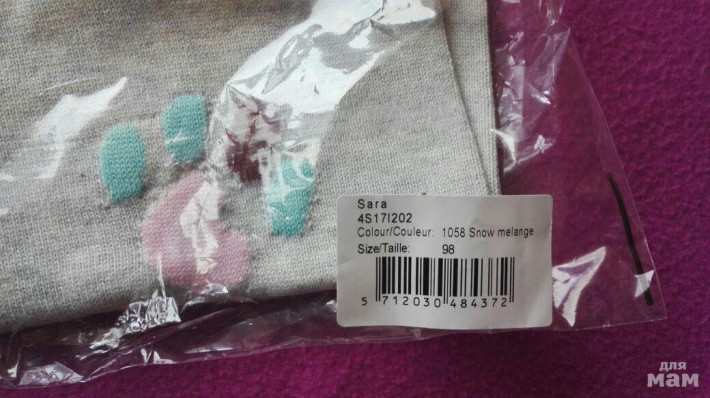 Sara
4S17I202
Colour/Couleur: 1058 Snow melange
Size/Taille: 98
5 712030 484372
для
мам